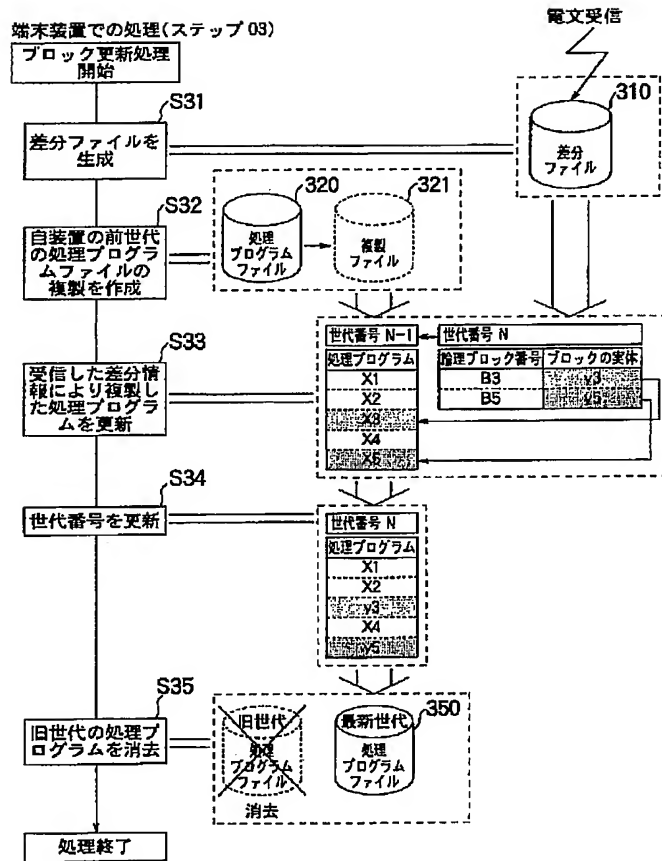 端末装置での処理(ステップ03)
ブロック更新処理
開始
電文受信
S31
差分ファイルを
生成
310
差分
ファイル
S32
自装置の前世代
の処理プログラ
ムファイルの
複製を作成
320
処理
プログラム
ファイル
321
複製
ファイル
S33
受信した差分情
報により複製し
た処理プログラ
ムを更新
世代番号 N-1
処理プログラム
X1
X2
X3
X4
X5
世代番号 N
論理ブロック番号 ブロックの実体
B3 y3
B5 y5
S34
世代番号を更新
世代番号 N
処理プログラム
X1
X2
y3
X4
y5
S35
旧世代の処理プ
ログラムを消去
旧世代
処理
プログラム
ファイル
消去
最新世代
処理
プログラム
ファイル
350
処理終了